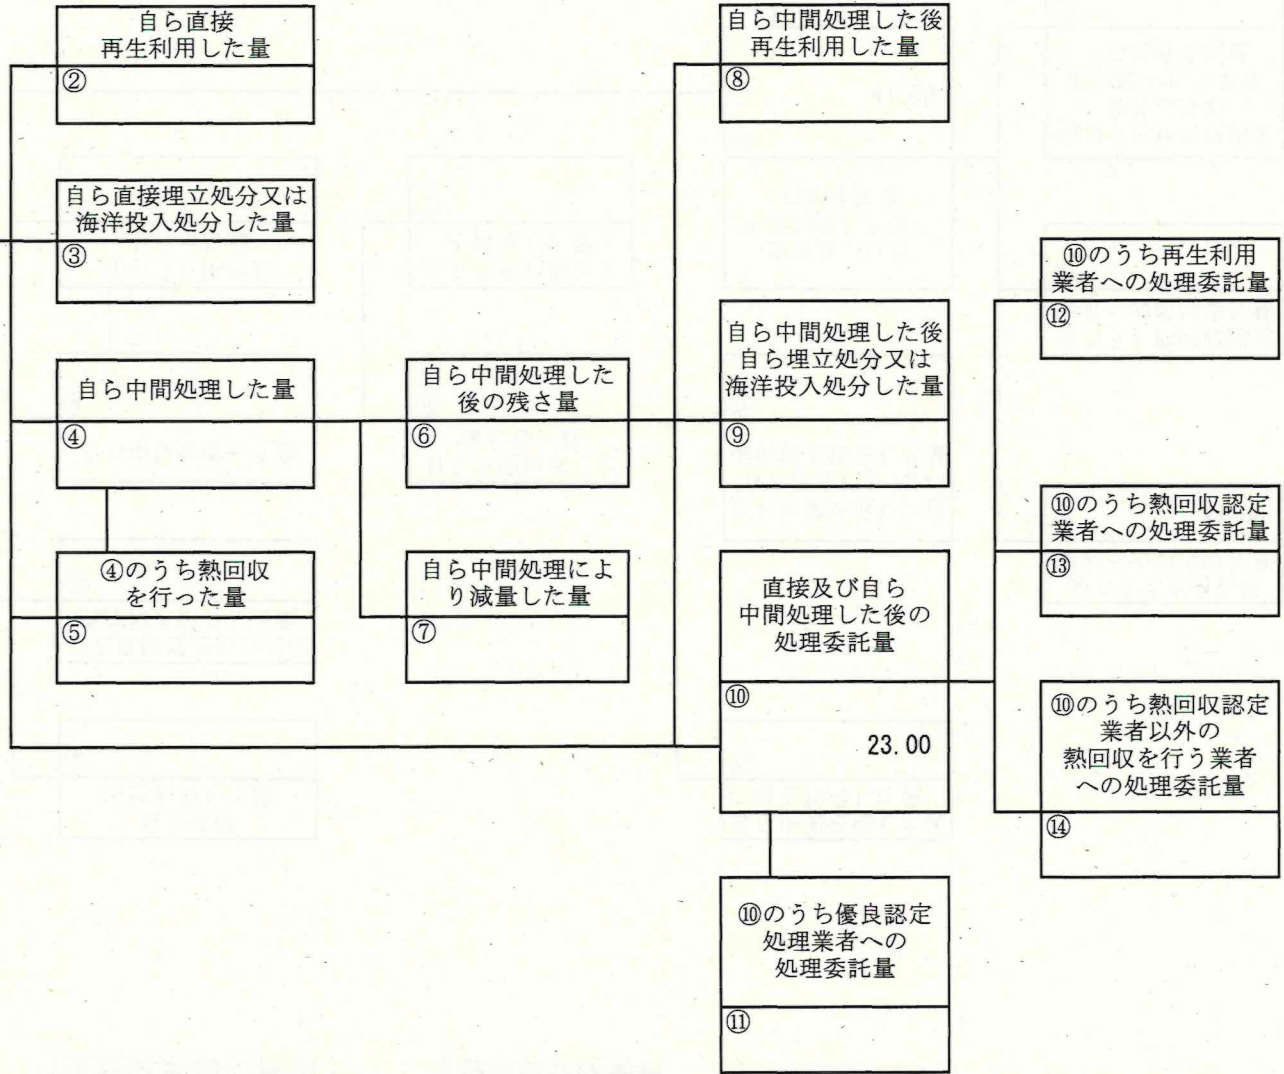 自ら直接
再生利用した量
②
自ら直接埋立処分又は
海洋投入処分した量
③
自ら中間処理した量
④
④のうち熱回収
を行った量
⑤
自ら中間処理した
後の残さ量
⑥
自ら中間処理によ
り減量した量
⑦
自ら中間処理した後
再生利用した量
⑧
自ら中間処理した後
自ら埋立処分又は
海洋投入処分した量
⑨
直接及び自ら
中間処理した後の
処理委託量
⑩
23.00
⑩のうち優良認定
処理業者への
処理委託量
⑪
⑩のうち再生利用
業者への処理委託量
⑫
⑩のうち熱回収認定
業者への処理委託量
⑬
⑩のうち熱回収認定
業者以外の
熱回収を行う業者
への処理委託量
⑭